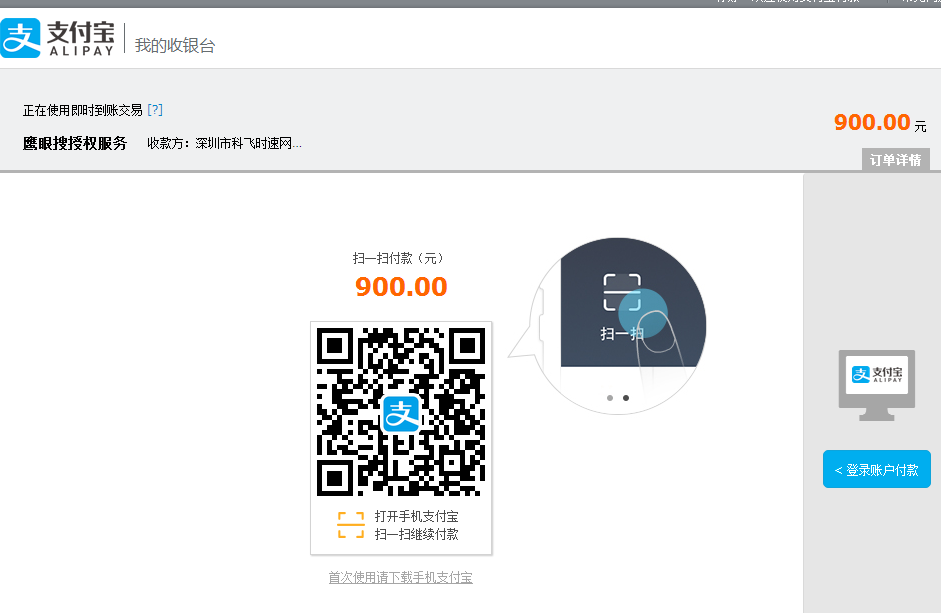 支付宝
ALIPAY
我的收银台
正在使用即时到账交易 [?]
鹰眼搜授权服务 收款方：深圳市科飞时速网...
900.00 元
订单详情
扫一扫付款（元）
900.00
扫一扫
支
打开手机支付宝
扫一扫继续付款
首次使用请下载手机支付宝
支付宝
ALIPAY
< 登录账户付款